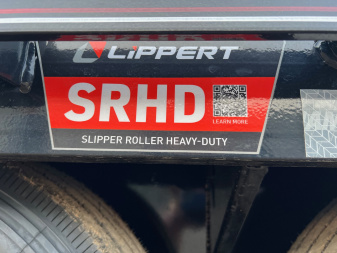 LIPPERT
SRHD
LEARN MORE
SLIPPER ROLLER HEAVY-DUTY